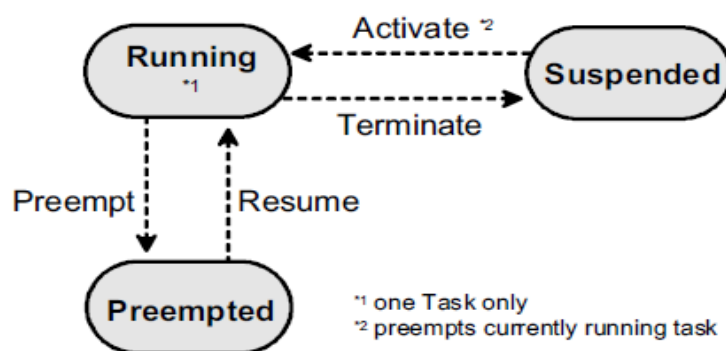 Activate *2
Running
*1
Suspended
Terminate
Preempt
Resume
Preempted
*1 one Task only
*2 preempts currently running task